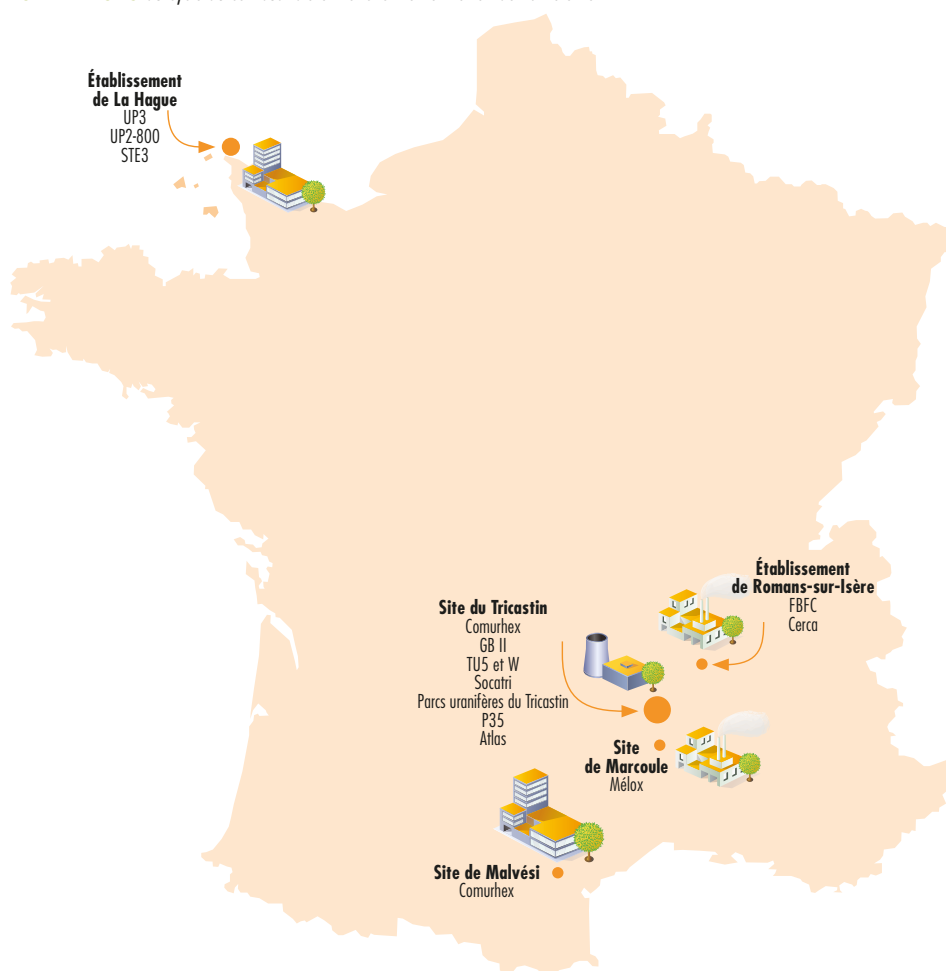 Établissement
de La Hague
UP3
UP2-800
STE3
Établissement
de Romans-sur-Isère
FBFC
Cerca
Site du Tricastin
Comurhex
GB II
TU5 et W
Socatri
Parcs uranifères du Tricastin
P35
Atlas
Site
de Marcoule
Mélox
Site de Malvési
Comurhex